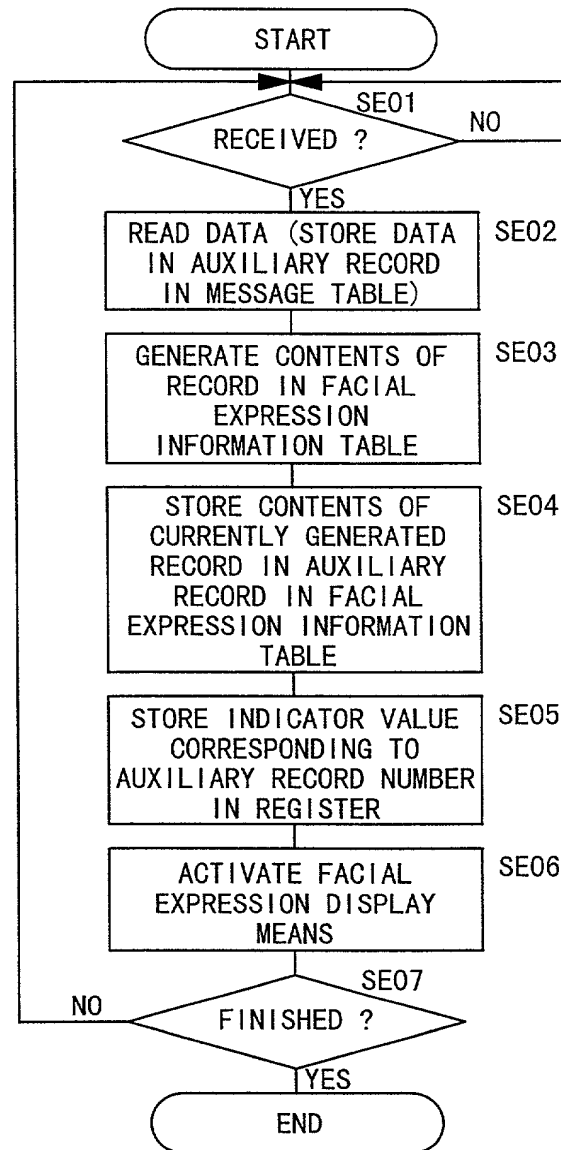 START
SE01
RECEIVED ?
NO
YES
READ DATA (STORE DATA
IN AUXILIARY RECORD
IN MESSAGE TABLE)
SE02
GENERATE CONTENTS OF
RECORD IN FACIAL
EXPRESSION
INFORMATION TABLE
SE03
STORE CONTENTS OF
CURRENTLY GENERATED
RECORD IN AUXILIARY
RECORD IN FACIAL
EXPRESSION INFORMATION
TABLE
SE04
STORE INDICATOR VALUE
CORRESPONDING TO
AUXILIARY RECORD NUMBER
IN REGISTER
SE05
ACTIVATE FACIAL
EXPRESSION DISPLAY
MEANS
SE06
SE07
NO
FINISHED ?
YES
END